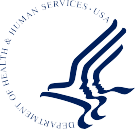 DEPARTMENT OF HEALTH & HUMAN SERVICES • USA